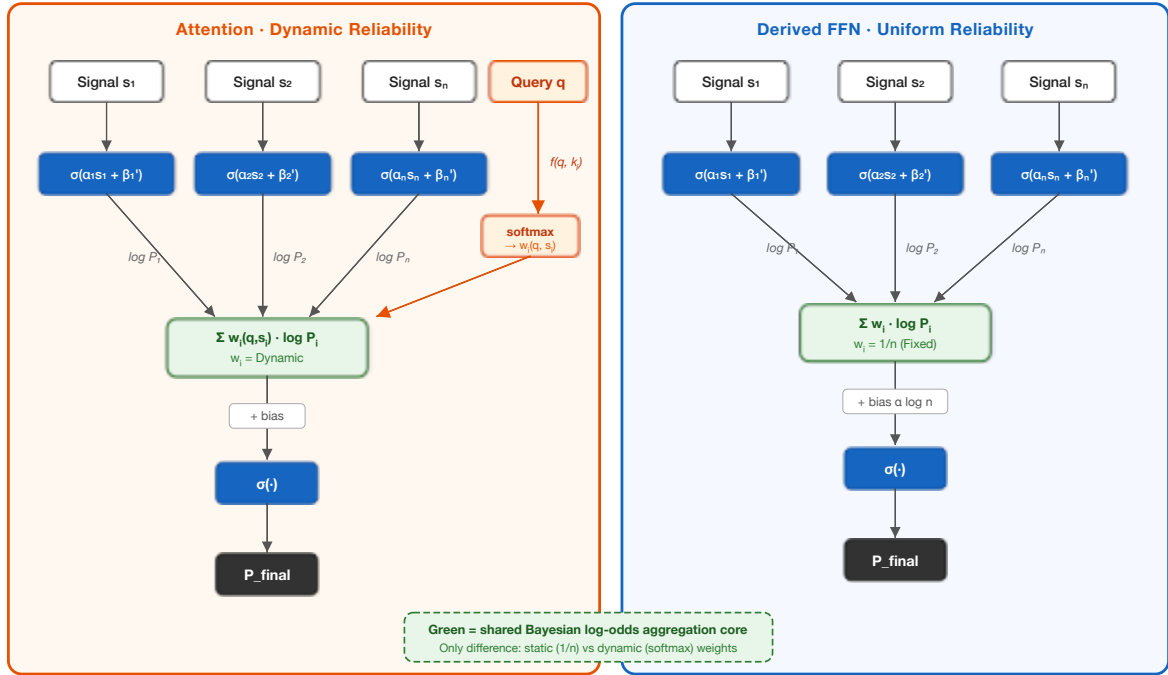 Attention · Dynamic Reliability
Signal s₁
Signal s₂
Signal sₙ
Query q
f(q, kⱼ)
σ(α₁s₁ + β₁')
σ(α₂s₂ + β₂')
σ(αₙsₙ + βₙ')
softmax
→ wᵢ(q, sᵢ)
log P₁
log P₂
log Pₙ
Σ wᵢ(q,sᵢ) · log Pᵢ
wᵢ = Dynamic
+ bias
σ(·)
P_final
Derived FFN · Uniform Reliability
Signal s₁
Signal s₂
Signal sₙ
σ(α₁s₁ + β₁')
σ(α₂s₂ + β₂')
σ(αₙsₙ + βₙ')
log P₁
log P₂
log Pₙ
Σ wᵢ · log Pᵢ
wᵢ = 1/n (Fixed)
+ bias α log n
σ(·)
P_final
Green = shared Bayesian log-odds aggregation core
Only difference: static (1/n) vs dynamic (softmax) weights